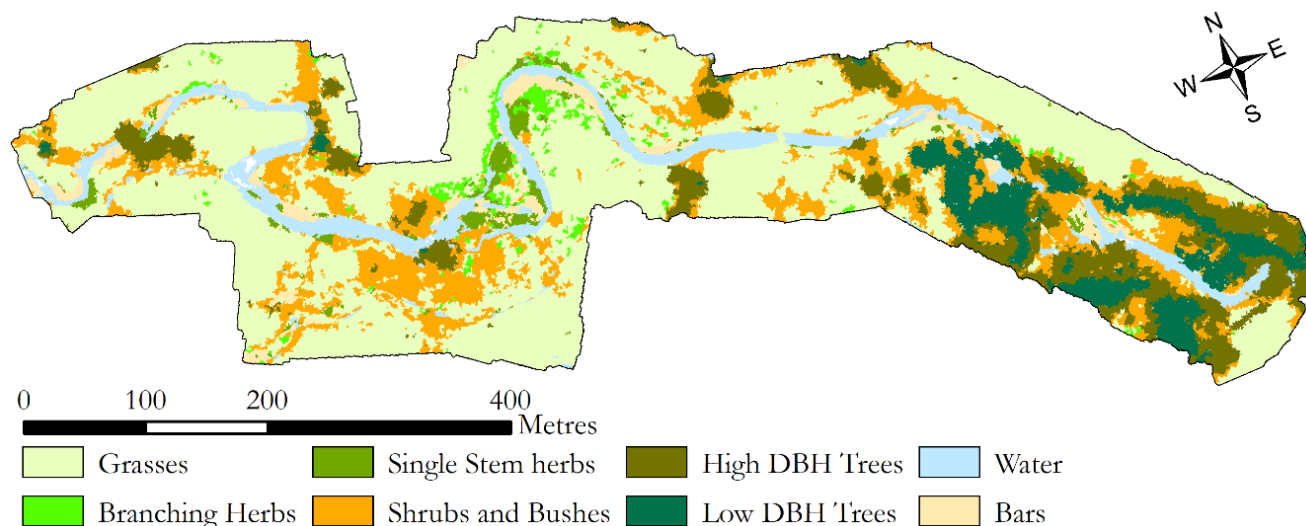 N
E
W
S
0 100 200 400
Metres
Grasses Single Stem herbs High DBH Trees Water
Branching Herbs Shrubs and Bushes Low DBH Trees Bars